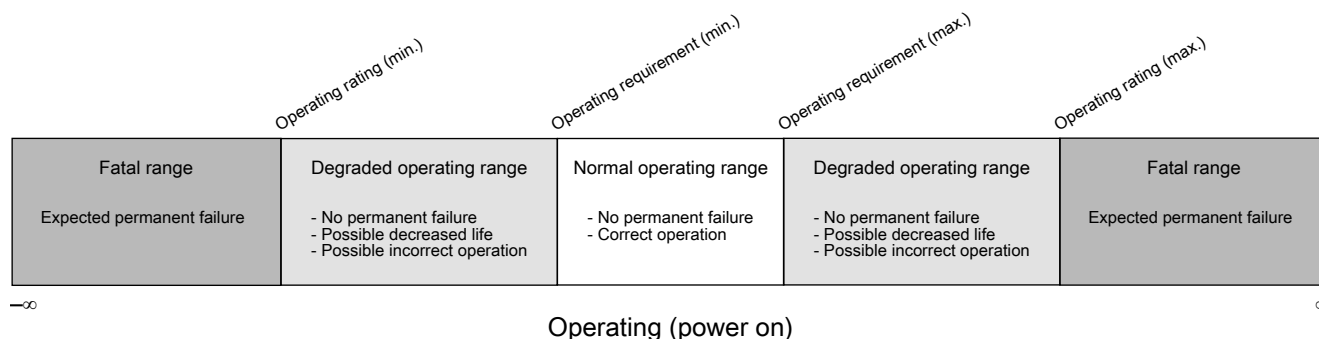 Operating rating (min.)
Operating requirement (min.)
Operating requirement (max.)
Operating rating (max.)
Fatal range
Expected permanent failure
Degraded operating range
- No permanent failure
- Possible decreased life
- Possible incorrect operation
Normal operating range
- No permanent failure
- Correct operation
Degraded operating range
- No permanent failure
- Possible decreased life
- Possible incorrect operation
Fatal range
Expected permanent failure
–∞
Operating (power on)